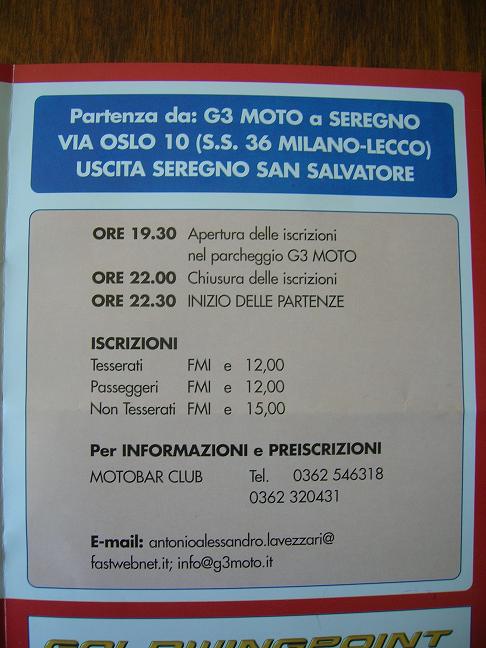 Partenza da: G3 MOTO a SEREGNO
VIA OSLO 10 (S.S. 36 MILANO-LECCO)
USCITA SEREGNO SAN SALVATORE
ORE 19.30 Apertura delle iscrizioni
nel parcheggio G3 MOTO
ORE 22.00 Chiusura delle iscrizioni
ORE 22.30 INIZIO DELLE PARTENZE
ISCRIZIONI
Tesserati FMI e 12,00
Passeggeri FMI e 12,00
Non Tesserati FMI e 15,00
Per INFORMAZIONI e PREISCRIZIONI
MOTOBAR CLUB Tel. 0362 546318
0362 320431
E-mail: antonioalessandro.lavezzari@
fastwebnet.it; info@g3moto.it
GOLDWINGPOINT